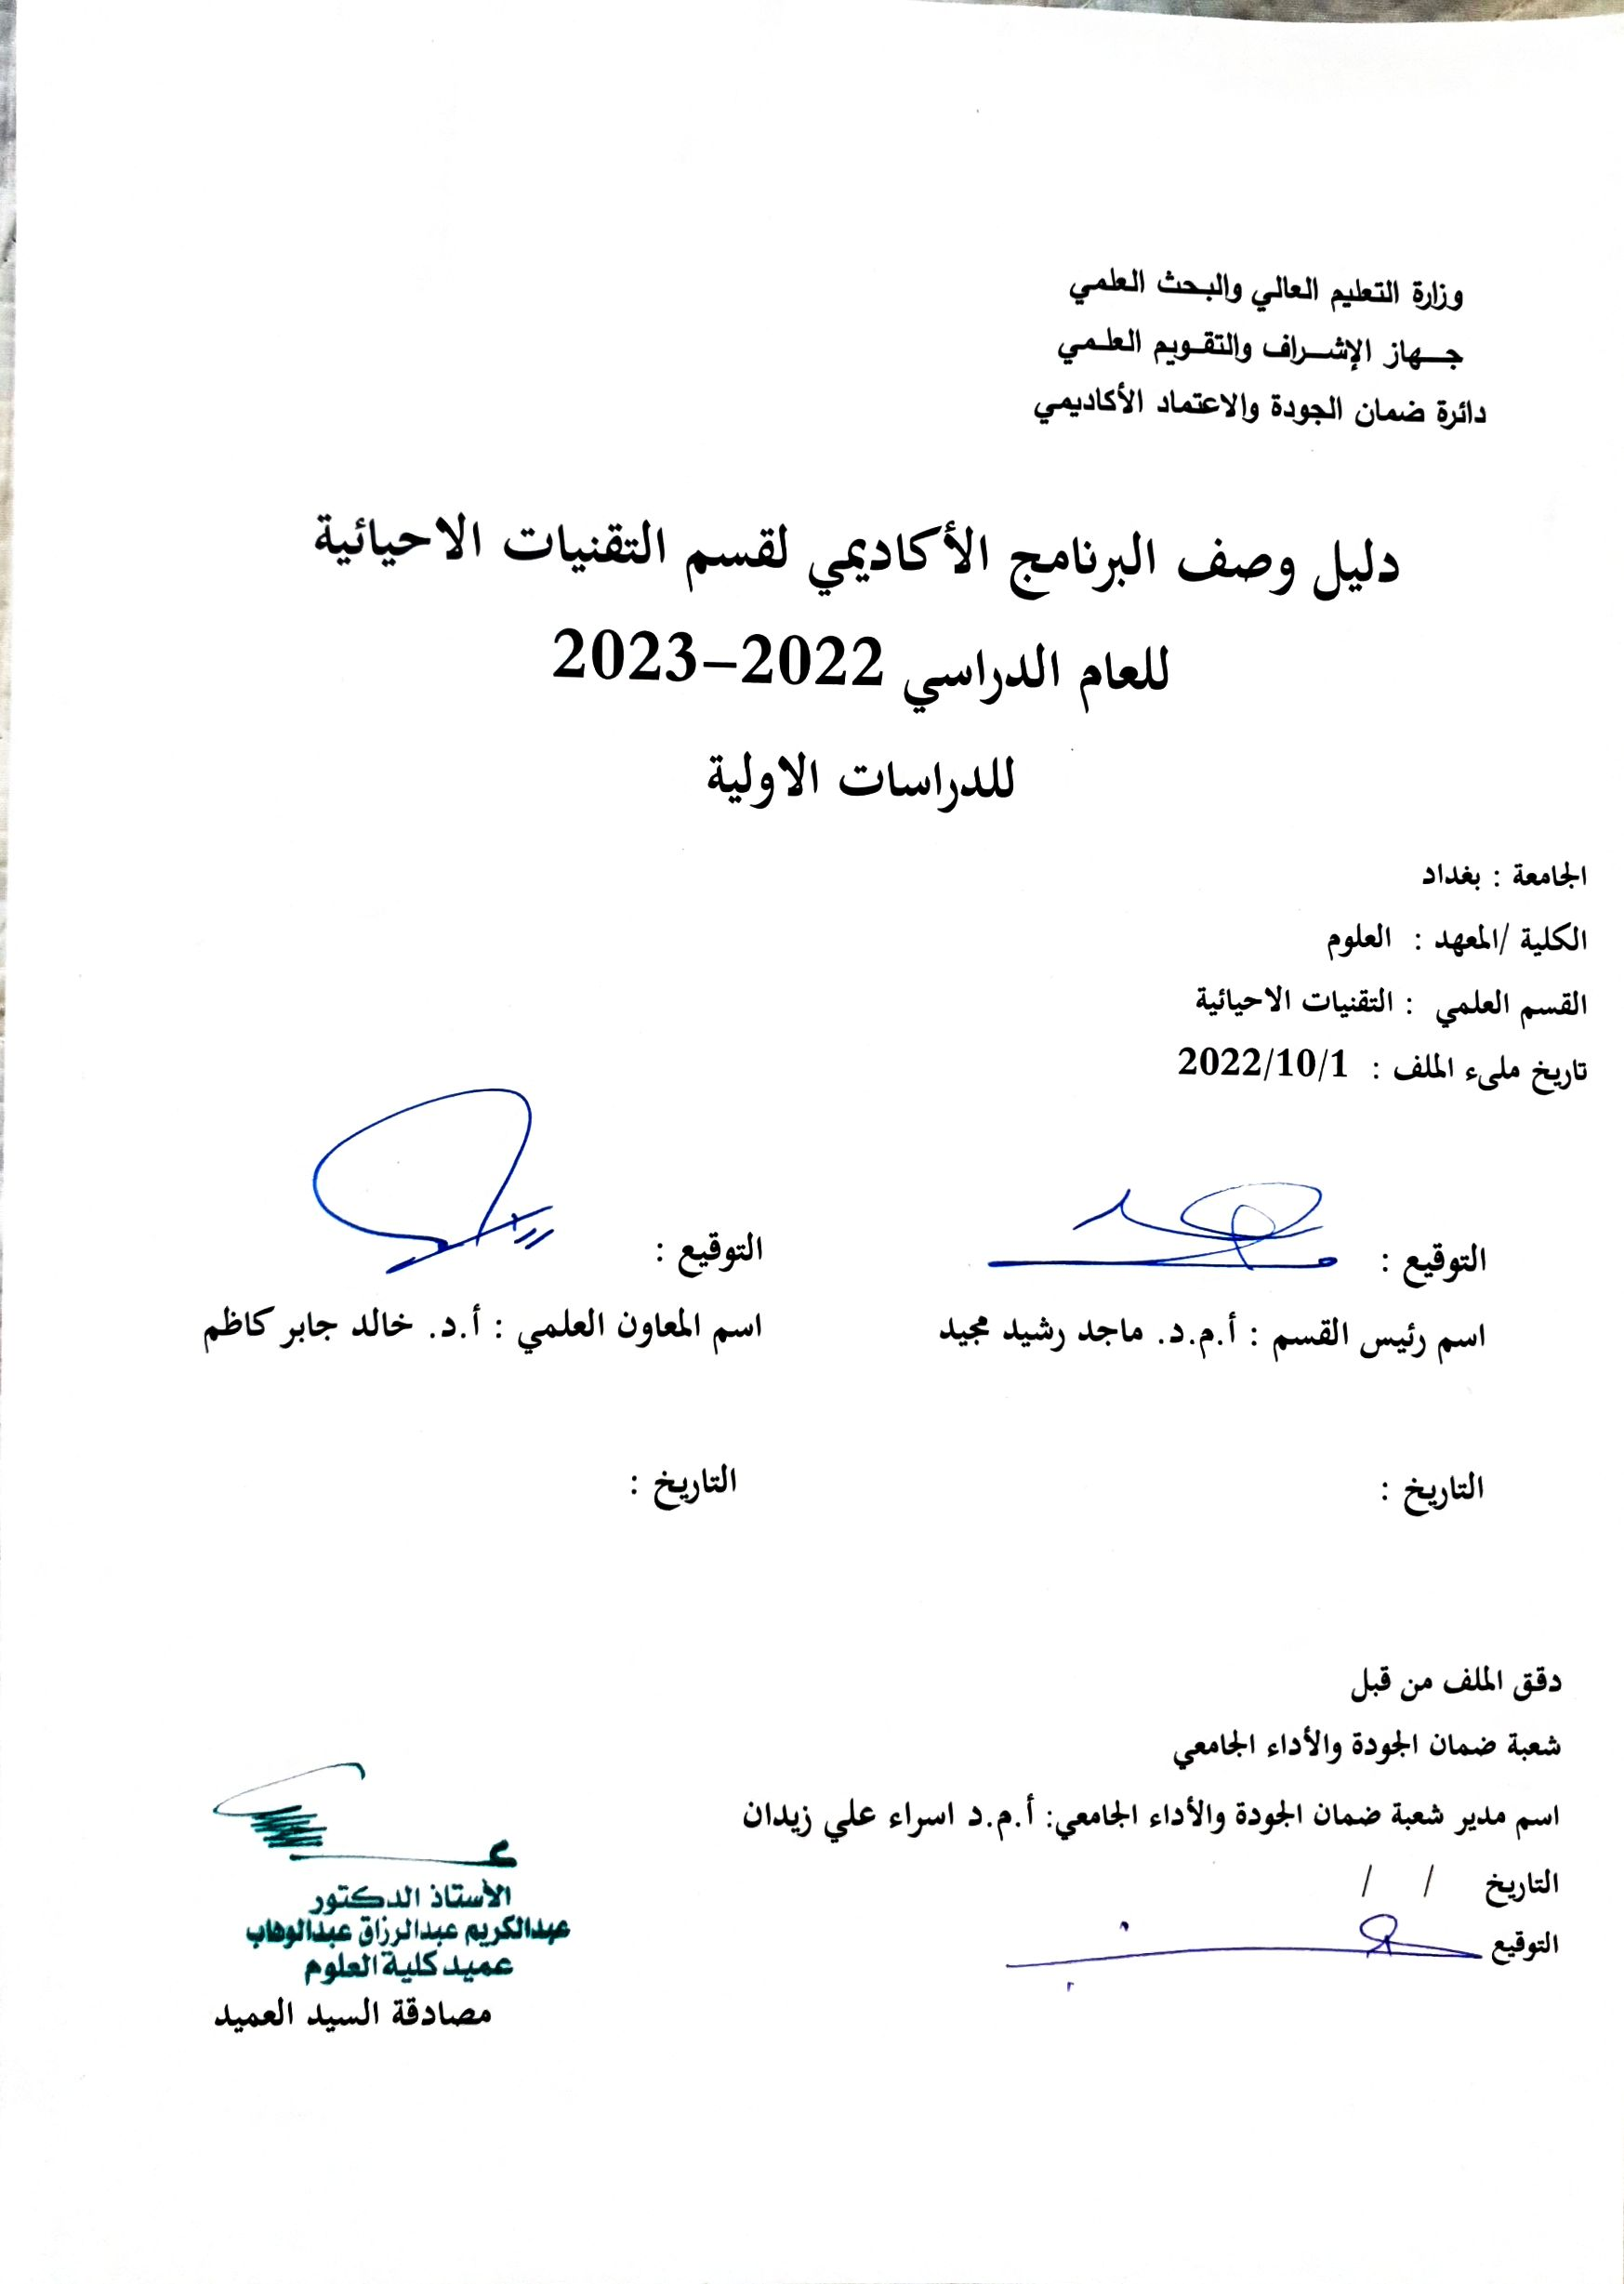 وزارة التعليم العالي والبحث العلمي
جـــهاز الإشـــراف والتقـويم العلـمي
دائرة ضمان الجودة والاعتماد الأكاديمي
دليل وصف البرنامج الأكاديمي لقسم التقنيات الاحيائية
للعام الدراسي 2022–2023
للدراسات الاولية
الجامعة : بغداد
الكلية /المعهد : العلوم
القسم العلمي : التقنيات الاحيائية
تاريخ مليء الملف : 2022/10/1
التوقيع :
التوقيع :
اسم رئيس القسم : أ.م.د. ماجد رشيد مجيد
اسم المعاون العلمي : أ.د. خالد جابر كاظم
التاريخ :
التاريخ :
دقق الملف من قبل
شعبة ضمان الجودة والأداء الجامعي
اسم مدير شعبة ضمان الجودة والأداء الجامعي: أ.م.د اسراء علي زيدان
التاريخ / /
التوقيع
الأستاذ الدكتور
عبدالكريم عبدالرزاق عبدالوهاب
عميد كلية العلوم
مصادقة السيد العميد